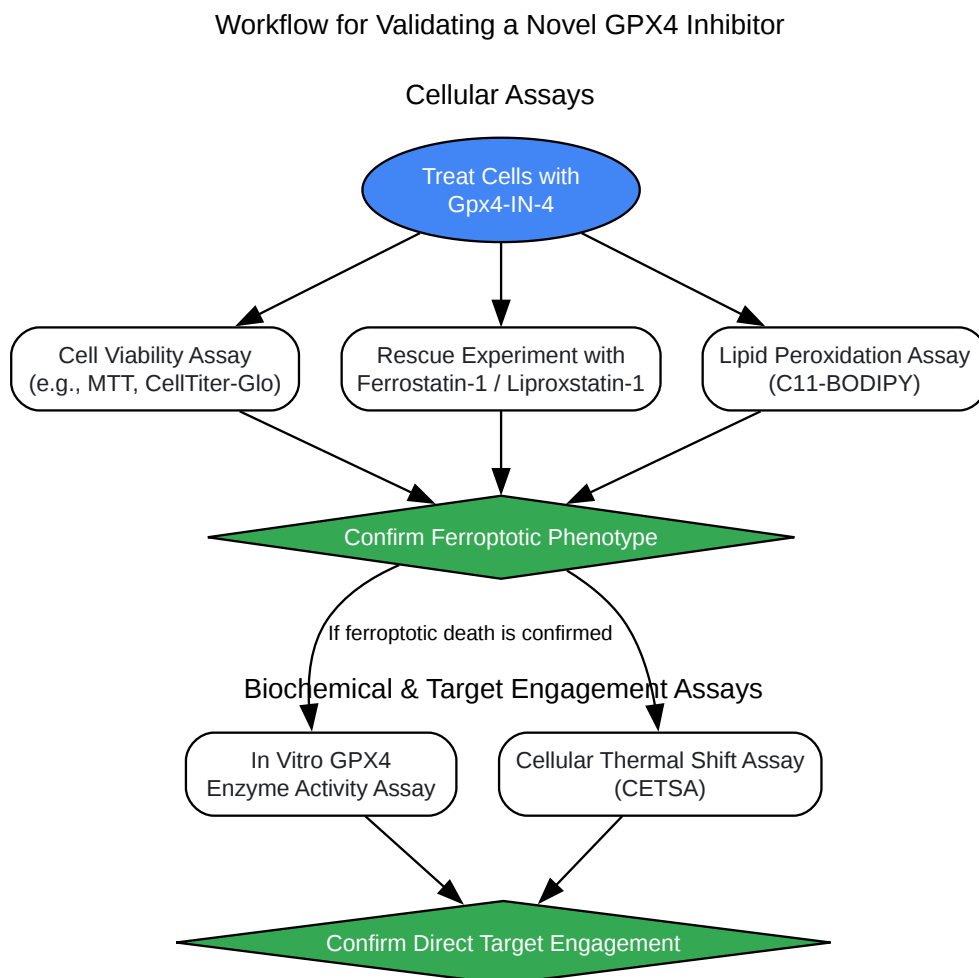 Workflow for Validating a Novel GPX4 Inhibitor
Cellular Assays
Treat Cells with
Gpx4-IN-4
Cell Viability Assay
(e.g., MTT, CellTiter-Glo)
Rescue Experiment with
Ferrostatin-1 / Liproxstatin-1
Lipid Peroxidation Assay
(C11-BODIPY)
Confirm Ferroptotic Phenotype
If ferroptotic death is confirmed
Biochemical & Target Engagement Assays
In Vitro GPX4
Enzyme Activity Assay
Cellular Thermal Shift Assay
(CETSA)
Confirm Direct Target Engagement